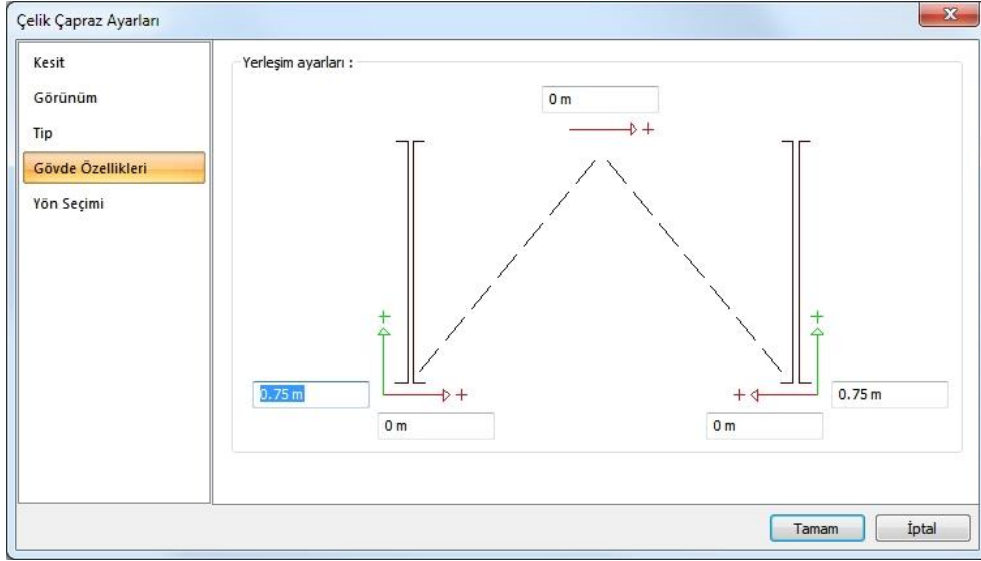 Çelik Çapraz Ayarları
Kesit
Görünüm
Tip
Gövde Özellikleri
Yön Seçimi
Yerleşim ayarları :
0 m
+
+
+
0.75 m
+
+
0.75 m
0 m
0 m
Tamam
İptal